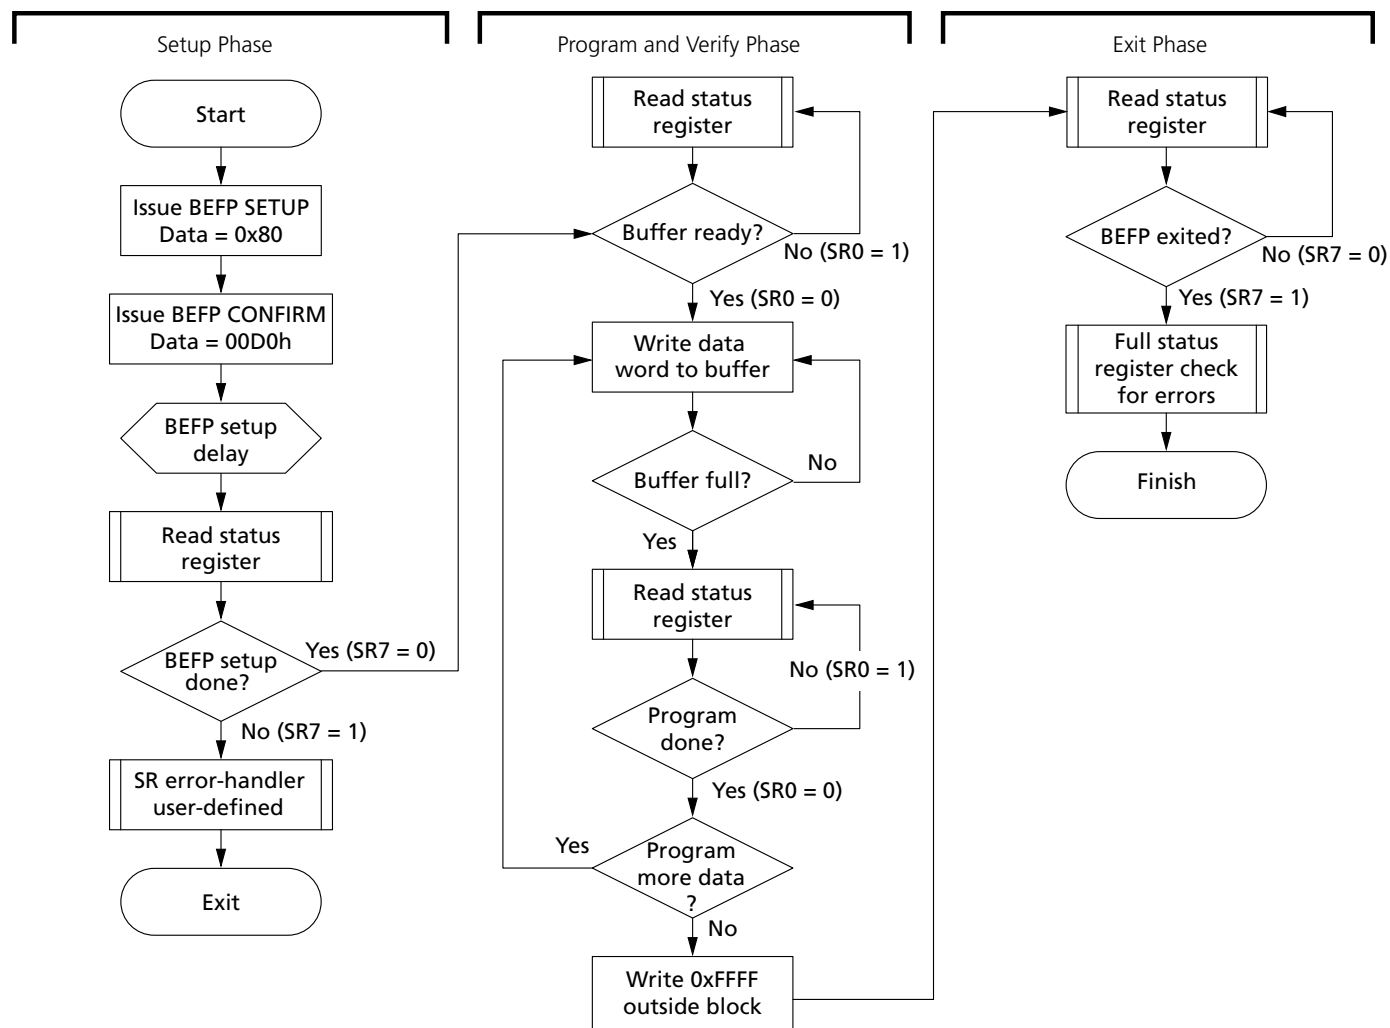 Setup Phase
Start
Issue BEFP SETUP
Data = 0x80
Issue BEFP CONFIRM
Data = 00D0h
BEFP setup
delay
Read status
register
BEFP setup
done?
Yes (SR7 = 0)
No (SR7 = 1)
SR error-handler
user-defined
Exit
Program and Verify Phase
Read status
register
Buffer ready?
No (SR0 = 1)
Yes (SR0 = 0)
Write data
word to buffer
Buffer full?
No
Yes
Read status
register
No (SR0 = 1)
Program
done?
Yes (SR0 = 0)
Program
more data
?
Yes
No
Write 0xFFFF
outside block
Exit Phase
Read status
register
BEFP exited?
No (SR7 = 0)
Yes (SR7 = 1)
Full status
register check
for errors
Finish